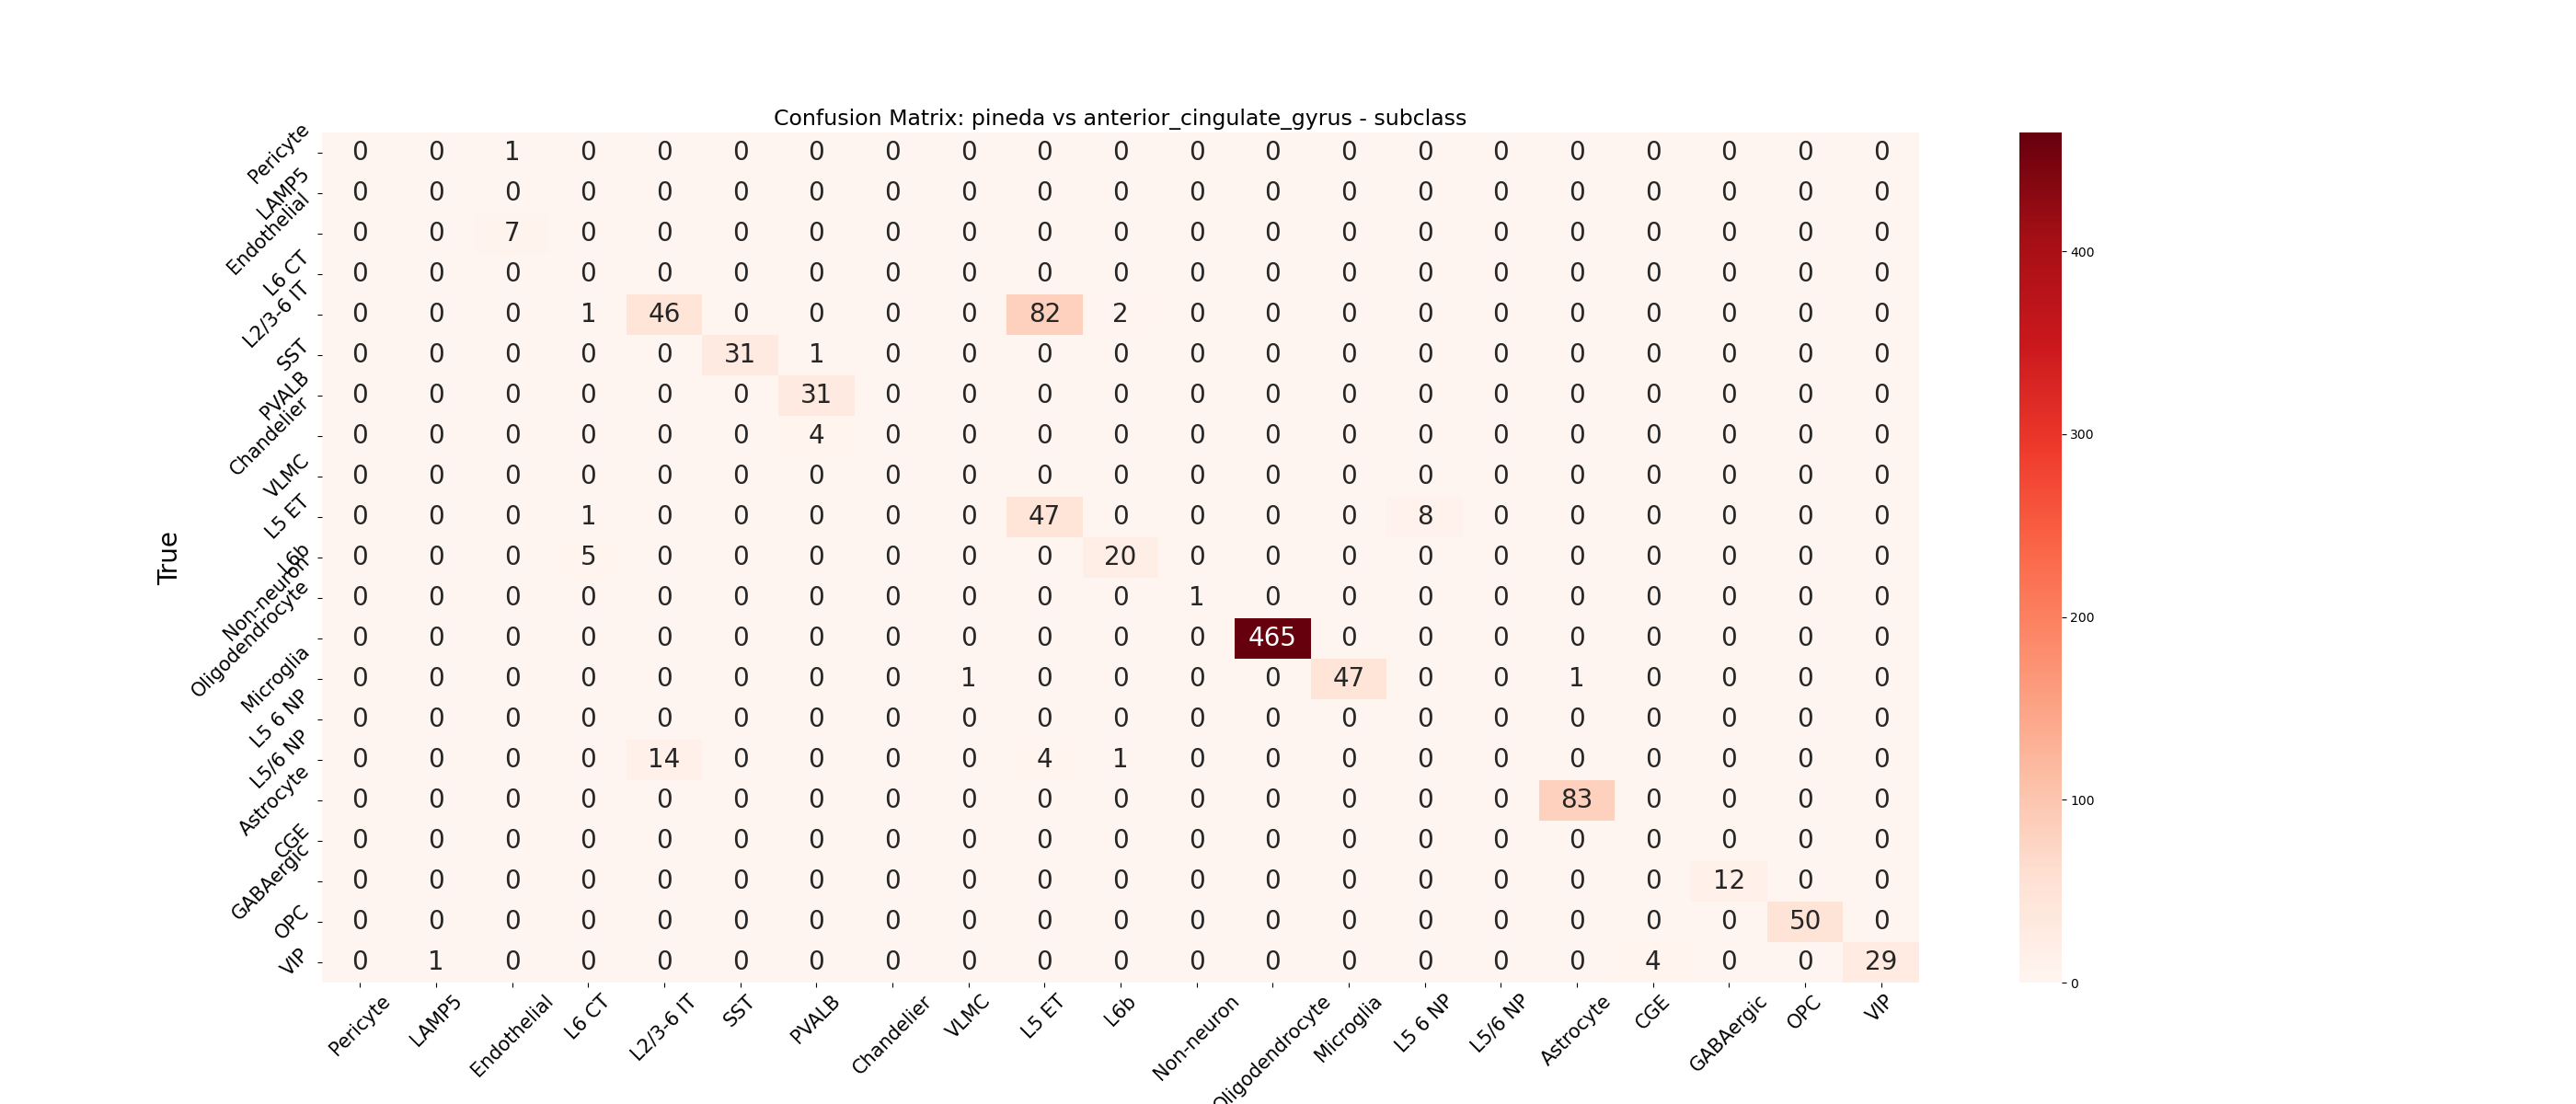 Confusion Matrix: pineda vs anterior_cingulate_gyrus - subclass
True
Pericyte 0 0 1 0 0 0 0 0 0 0 0 0 0 0 0 0 0 0 0 0 0
LAMP5 0 0 0 0 0 0 0 0 0 0 0 0 0 0 0 0 0 0 0 0 0
Endothelial 0 0 7 0 0 0 0 0 0 0 0 0 0 0 0 0 0 0 0 0 0
L6 CT 0 0 0 0 0 0 0 0 0 0 0 0 0 0 0 0 0 0 0 0 0
L2/3-6 IT 0 0 0 1 46 0 0 0 0 82 2 0 0 0 0 0 0 0 0 0 0
SST 0 0 0 0 0 31 1 0 0 0 0 0 0 0 0 0 0 0 0 0 0
PVALB 0 0 0 0 0 0 31 0 0 0 0 0 0 0 0 0 0 0 0 0 0
Chandelier 0 0 0 0 0 0 4 0 0 0 0 0 0 0 0 0 0 0 0 0 0
VLMC 0 0 0 0 0 0 0 0 0 0 0 0 0 0 0 0 0 0 0 0 0
L5 ET 0 0 0 1 0 0 0 0 0 47 0 0 0 0 8 0 0 0 0 0 0
L6b 0 0 0 5 0 0 0 0 0 0 20 0 0 0 0 0 0 0 0 0 0
Non-neuron 0 0 0 0 0 0 0 0 0 0 0 1 0 0 0 0 0 0 0 0 0
Oligodendrocyte 0 0 0 0 0 0 0 0 0 0 0 0 465 0 0 0 0 0 0 0 0
Microglia 0 0 0 0 0 0 0 0 1 0 0 0 0 47 0 0 1 0 0 0 0
L5 6 NP 0 0 0 0 0 0 0 0 0 0 0 0 0 0 0 0 0 0 0 0 0
L5/6 NP 0 0 0 0 14 0 0 0 0 4 1 0 0 0 0 0 0 0 0 0 0
Astrocyte 0 0 0 0 0 0 0 0 0 0 0 0 0 0 0 0 83 0 0 0 0
CGE 0 0 0 0 0 0 0 0 0 0 0 0 0 0 0 0 0 0 0 0 0
GABAergic 0 0 0 0 0 0 0 0 0 0 0 0 0 0 0 0 0 0 12 0 0
OPC 0 0 0 0 0 0 0 0 0 0 0 0 0 0 0 0 0 0 0 50 0
VIP 0 1 0 0 0 0 0 0 0 0 0 0 0 0 0 0 0 4 0 0 29
Pericyte LAMP5 Endothelial L6 CT L2/3-6 IT SST PVALB Chandelier VLMC L5 ET L6b Non-neuron Oligodendrocyte Microglia L5 6 NP L5/6 NP Astrocyte CGE GABAergic OPC VIP
400
300
200
100
0